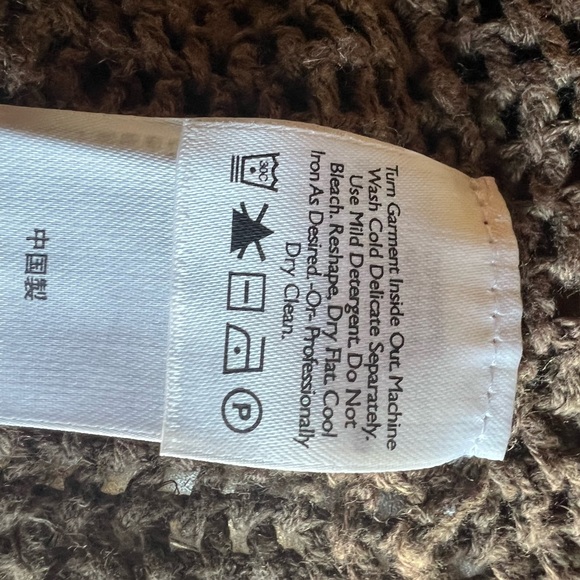 Turn Garment Inside Out. Machine
Wash Cold Delicate Separately.
Use Mild Detergent. Do Not
Bleach. Reshape, Dry Flat. Cool
Iron As Desired. -Or- Professionally
Dry Clean.
30C
P
中国製